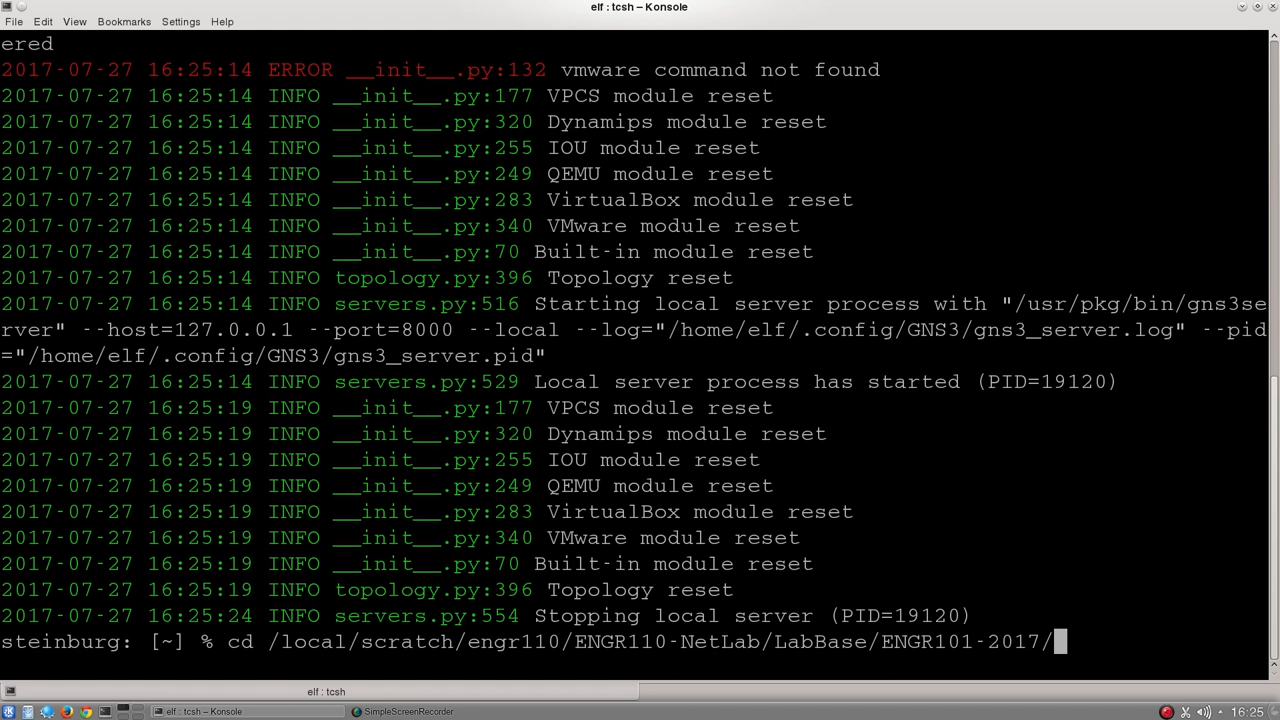 elf : tcsh – Konsole
File Edit View Bookmarks Settings Help
ered
2017-07-27 16:25:14 ERROR __init__.py:132 vmware command not found
2017-07-27 16:25:14 INFO __init__.py:177 VPCS module reset
2017-07-27 16:25:14 INFO __init__.py:320 Dynamips module reset
2017-07-27 16:25:14 INFO __init__.py:255 IOU module reset
2017-07-27 16:25:14 INFO __init__.py:249 QEMU module reset
2017-07-27 16:25:14 INFO __init__.py:283 VirtualBox module reset
2017-07-27 16:25:14 INFO __init__.py:340 VMware module reset
2017-07-27 16:25:14 INFO __init__.py:70 Built-in module reset
2017-07-27 16:25:14 INFO topology.py:396 Topology reset
2017-07-27 16:25:14 INFO servers.py:516 Starting local server process with "/usr/pkg/bin/gns3se
rver" --host=127.0.0.1 --port=8000 --local --log="/home/elf/.config/GNS3/gns3_server.log" --pid
="/home/elf/.config/GNS3/gns3_server.pid"
2017-07-27 16:25:14 INFO servers.py:529 Local server process has started (PID=19120)
2017-07-27 16:25:19 INFO __init__.py:177 VPCS module reset
2017-07-27 16:25:19 INFO __init__.py:320 Dynamips module reset
2017-07-27 16:25:19 INFO __init__.py:255 IOU module reset
2017-07-27 16:25:19 INFO __init__.py:249 QEMU module reset
2017-07-27 16:25:19 INFO __init__.py:283 VirtualBox module reset
2017-07-27 16:25:19 INFO __init__.py:340 VMware module reset
2017-07-27 16:25:19 INFO __init__.py:70 Built-in module reset
2017-07-27 16:25:19 INFO topology.py:396 Topology reset
2017-07-27 16:25:24 INFO servers.py:554 Stopping local server (PID=19120)
steinburg: [~] % cd /local/scratch/engr110/ENGR110-NetLab/LabBase/ENGR101-2017/
elf : tcsh
elf : tcsh – Konsole SimpleScreenRecorder 16:25